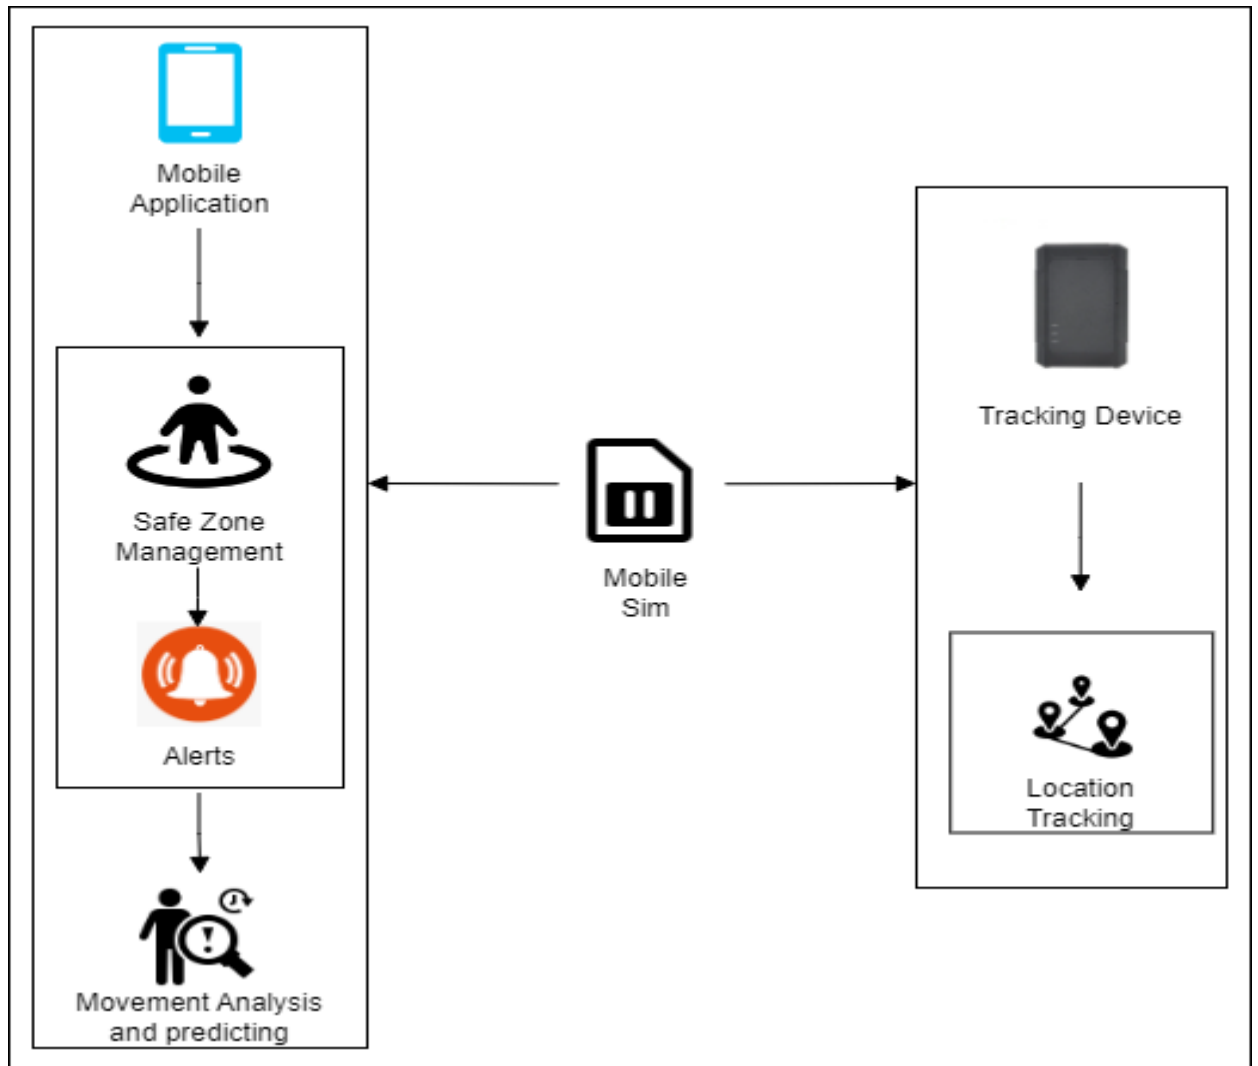 Mobile
Application
Safe Zone
Management
Alerts
Movement Analysis
and predicting
Mobile
Sim
Tracking Device
Location
Tracking